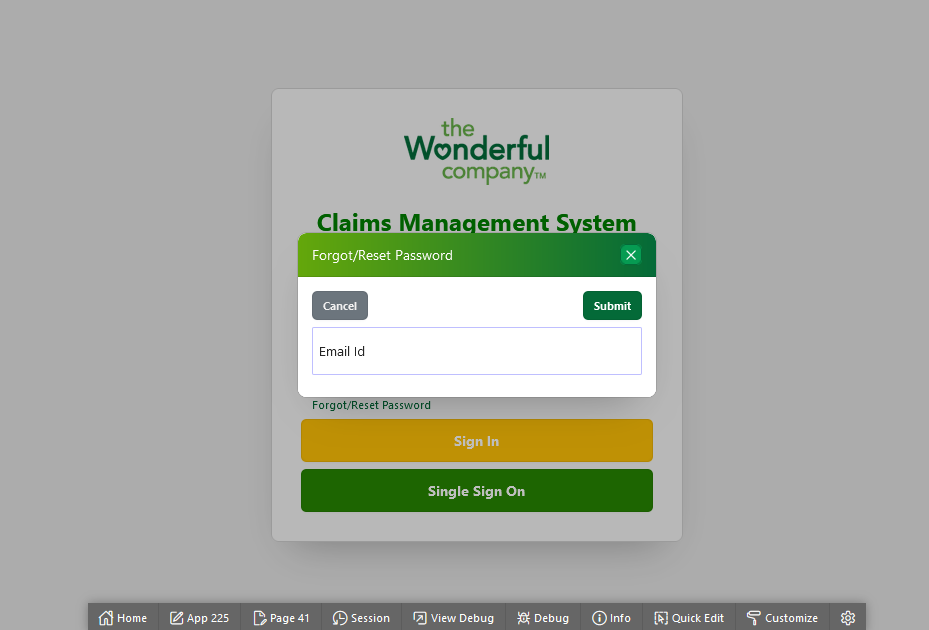 the
Wonderful
company™
Claims Management System
Forgot/Reset Password
Cancel
Submit
Email Id
Forgot/Reset Password
Sign In
Single Sign On
Home App 225 Page 41 Session View Debug Debug Info Quick Edit Customize